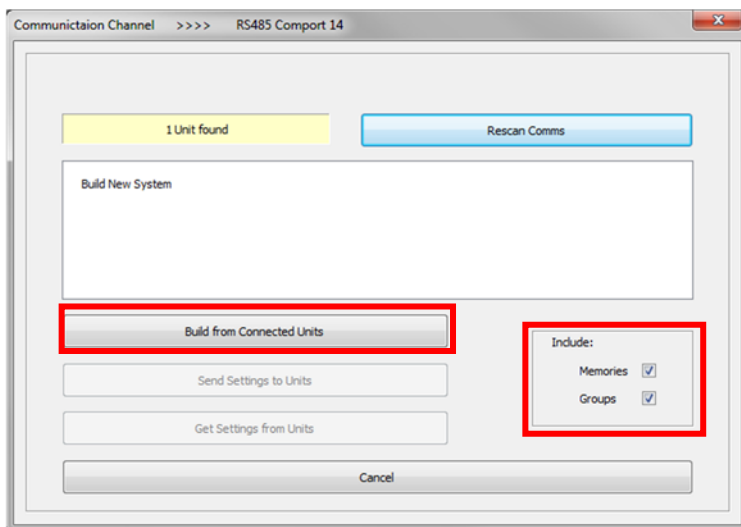 Communictaion Channel >>>> RS485 Comport 14
1 Unit found
Rescan Comms
Build New System
Build from Connected Units
Include:
Memories
Groups
Send Settings to Units
Get Settings from Units
Cancel